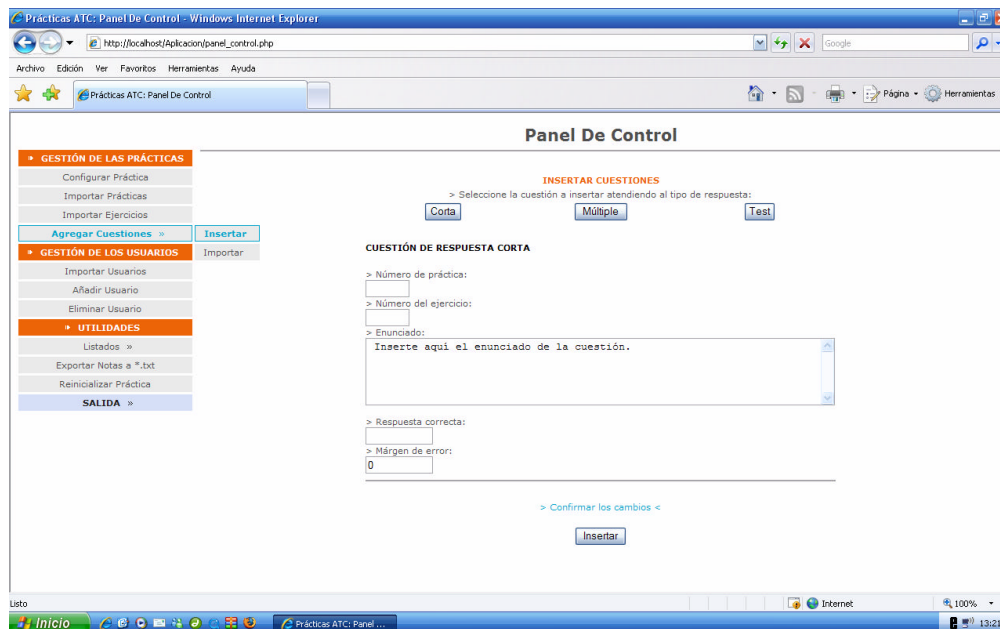 Prácticas ATC: Panel De Control - Windows Internet Explorer
http://localhost/Aplicacion/panel_control.php
Google
Archivo Edición Ver Favoritos Herramientas Ayuda
Prácticas ATC: Panel De Control
Página
Herramientas
Panel De Control
GESTIÓN DE LAS PRÁCTICAS
Configurar Práctica
Importar Prácticas
Importar Ejercicios
Agregar Cuestiones »
Insertar
GESTIÓN DE LOS USUARIOS
Importar
Importar Usuarios
Añadir Usuario
Eliminar Usuario
UTILIDADES
Listados »
Exportar Notas a *.txt
Reinicializar Práctica
SALIDA »
INSERTAR CUESTIONES
> Seleccione la cuestión a insertar atendiendo al tipo de respuesta:
Corta Múltiple Test
CUESTIÓN DE RESPUESTA CORTA
> Número de práctica:
> Número del ejercicio:
> Enunciado:
Inserte aquí el enunciado de la cuestión.
> Respuesta correcta:
> Márgen de error:
0
> Confirmar los cambios <
Insertar
Listo
Internet
100%
Inicio
Prácticas ATC: Panel ...
13:21